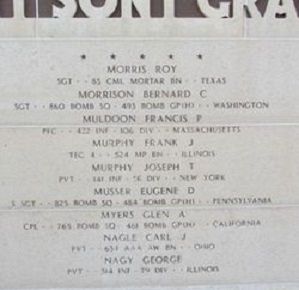 SONT GRA
★ ★ ★ ★ ★
MORRIS ROY
SGT · · 85 CML MORTAR BN · · TEXAS
MORRISON BERNARD C
SGT · · 860 BOMB SQ · 493 BOMB GP(H) · · WASHINGTON
MULDOON FRANCIS P
PFC · · 422 INF · 106 DIV · · MASSACHUSETTS
MURPHY FRANK J
TEC 4 · · 524 MP BN · · ILLINOIS
MURPHY JOSEPH T
PVT · · INF · DIV · · NEW YORK
MUSSER EUGENE D
S SGT · · 825 BOMB SQ · 484 BOMB GP(H) · · PENNSYLVANIA
MYERS GLEN A
CPL · · 765 BOMB SQ · 461 BOMB GP(H) · · CALIFORNIA
NAGLE CARL J
PVT · · AAA AW BN · · OHIO
NAGY GEORGE
PVT · · 314 INF · 79 DIV · · ILLINOIS